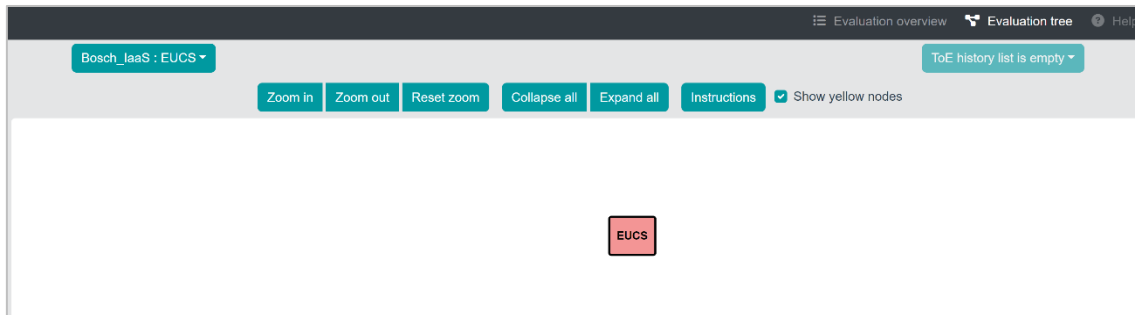 Evaluation overview Evaluation tree Help
Bosch_IaaS : EUCS ToE history list is empty
Zoom in Zoom out Reset zoom Collapse all Expand all Instructions Show yellow nodes
EUCS